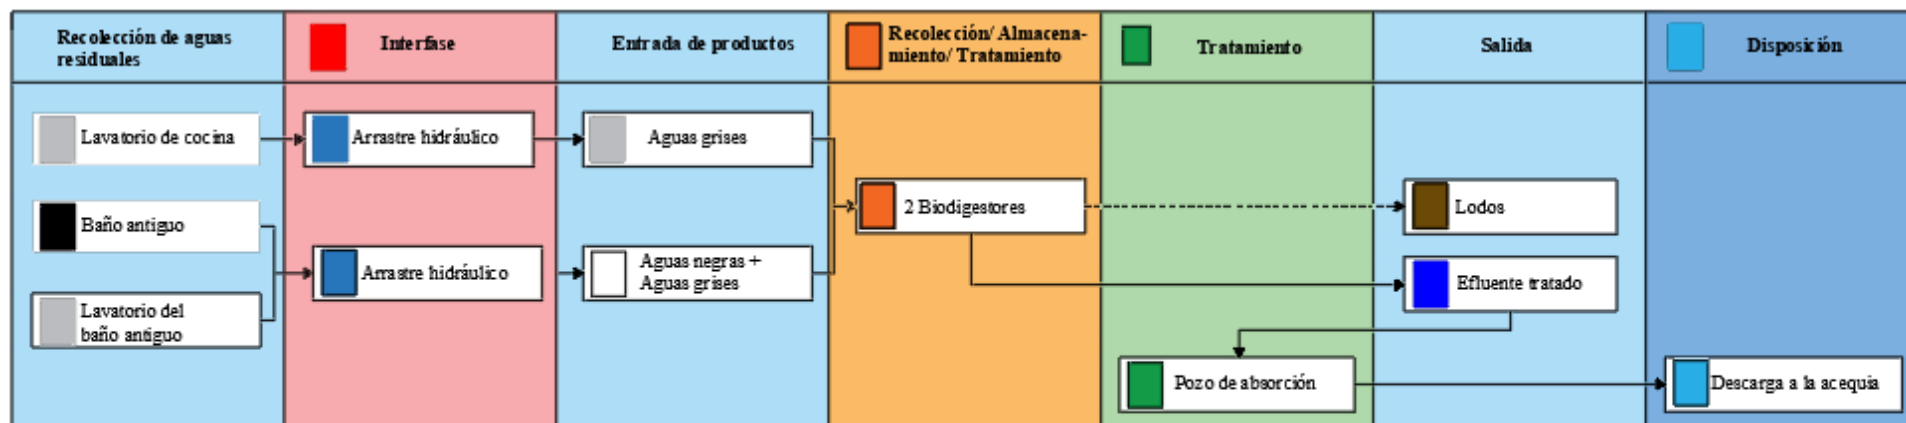 Recolección de aguas
residuales
Interfase
Entrada de productos
Recolección/ Almacena-
miento/ Tratamiento
Tratamiento
Salida
Disposición
Lavatorio de cocina
Arrastre hidráulico
Aguas grises
Baño antiguo
2 Biodigestores
Lodos
Arrastre hidráulico
Aguas negras +
Aguas grises
Efluente tratado
Lavatorio del
baño antiguo
Pozo de absorción
Descarga a la acequia